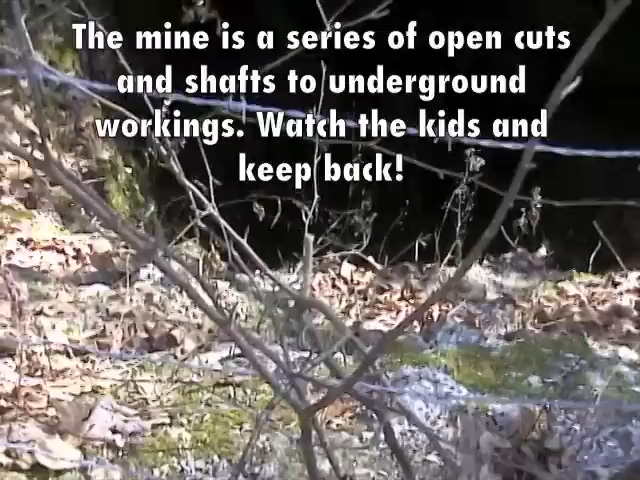 The mine is a series of open cuts
and shafts to underground
workings. Watch the kids and
keep back!